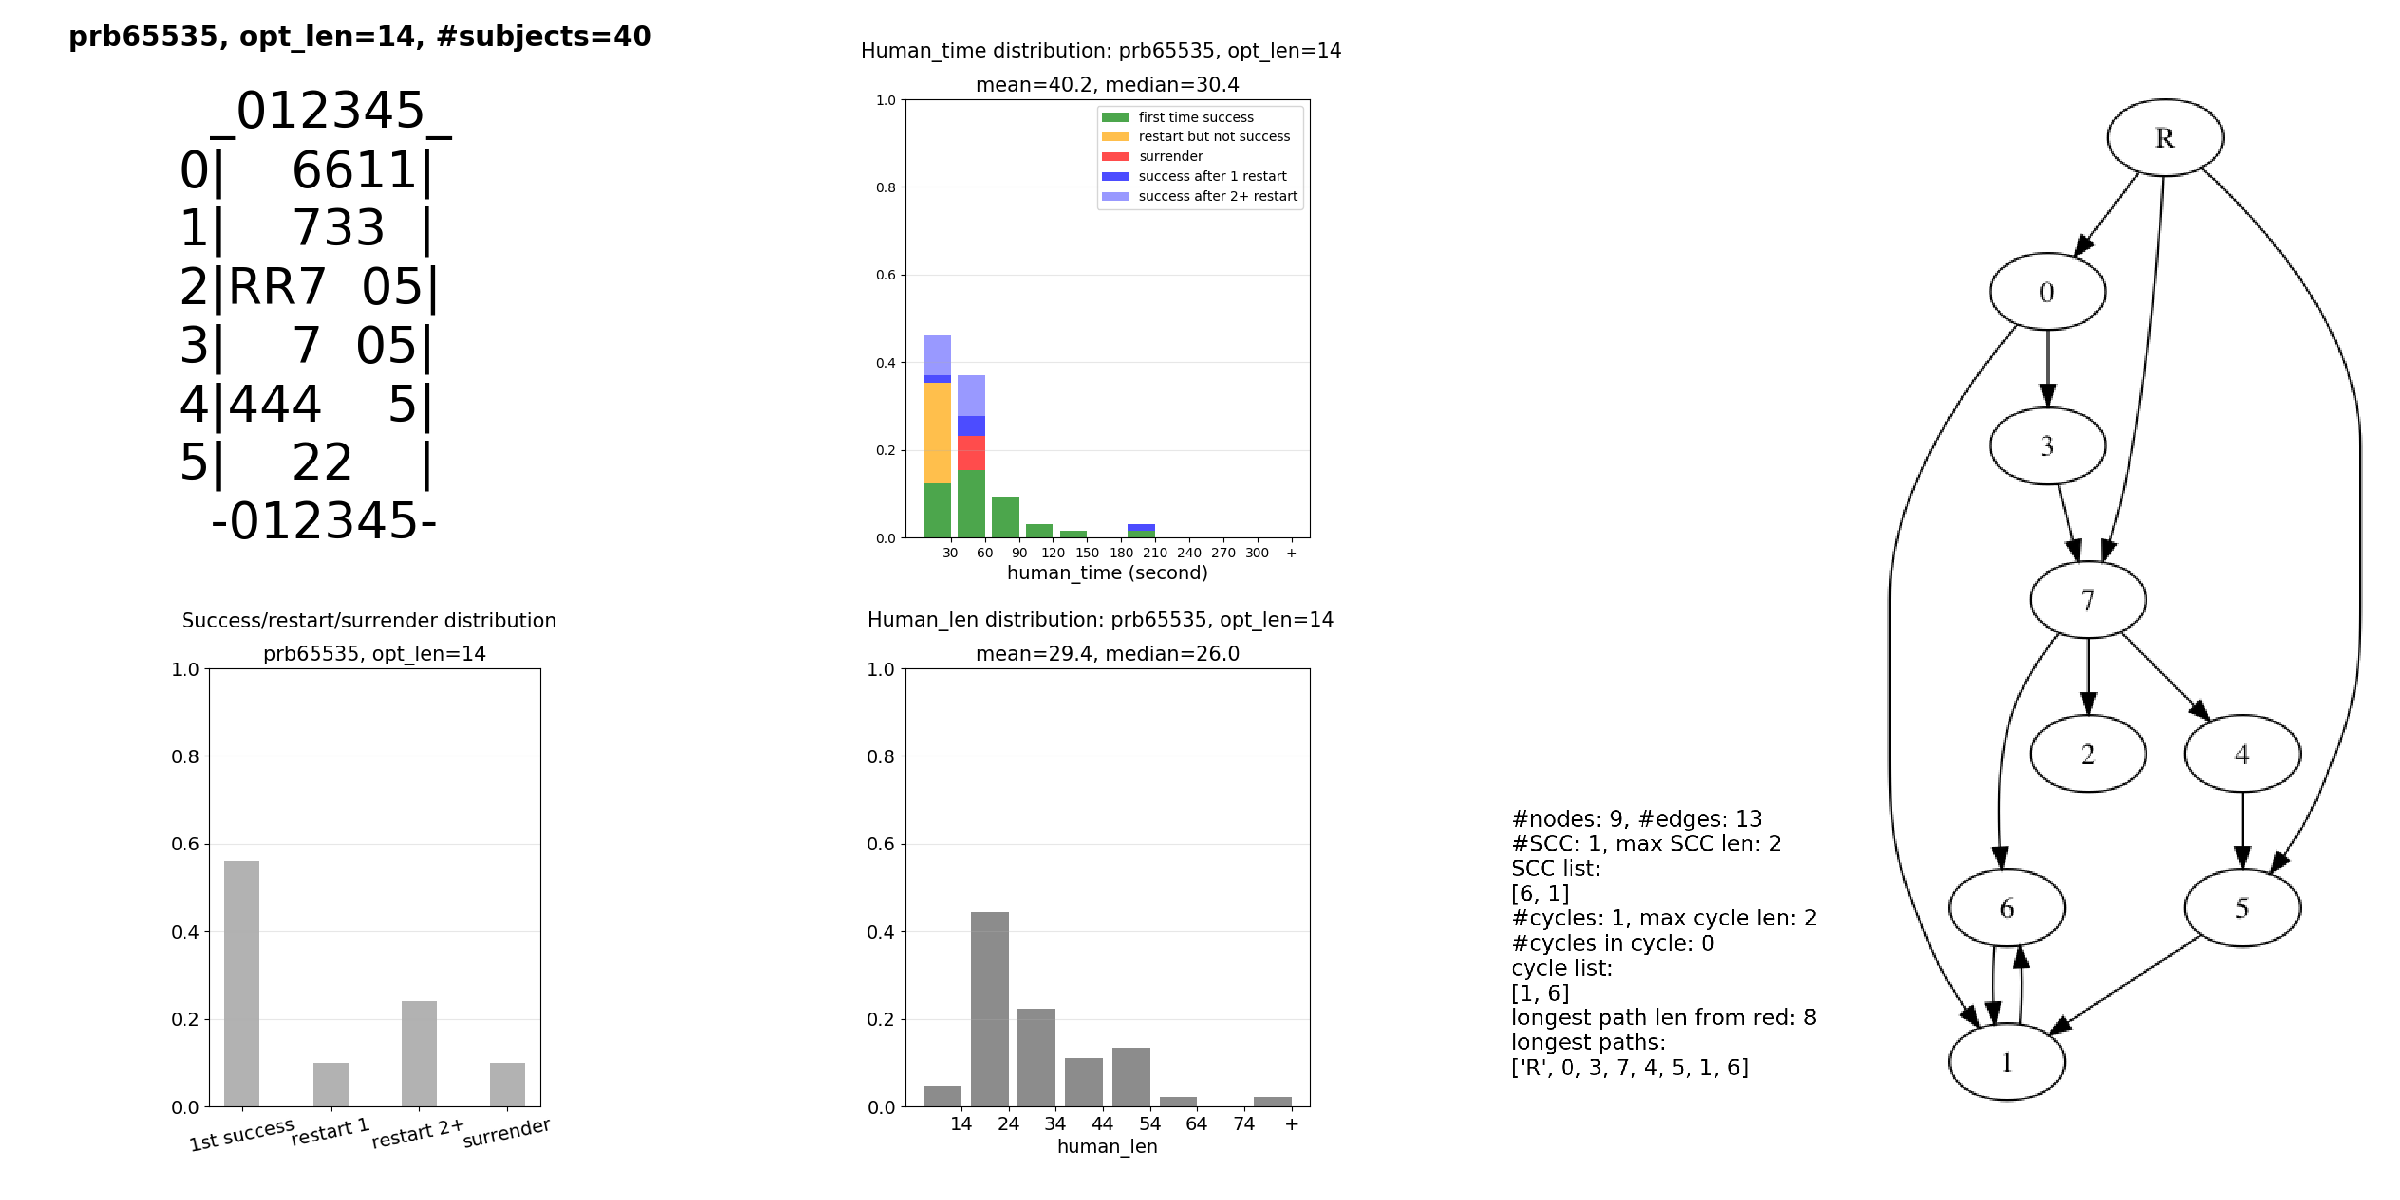 prb65535, opt_len=14, #subjects=40
_012345_
0|  6611|
1|  733 |
2|RR7 05|
3|  7 05|
4|444  5|
5|  22  |
-012345-
Human_time distribution: prb65535, opt_len=14
mean=40.2, median=30.4
1.0
0.8
0.6
0.4
0.2
0.0
first time success
restart but not success
surrender
success after 1 restart
success after 2+ restart
30 60 90 120 150 180 210 240 270 300 +
human_time (second)
Success/restart/surrender distribution
prb65535, opt_len=14
1.0
0.8
0.6
0.4
0.2
0.0
1st success restart 1 restart 2+ surrender
Human_len distribution: prb65535, opt_len=14
mean=29.4, median=26.0
1.0
0.8
0.6
0.4
0.2
0.0
14 24 34 44 54 64 74 +
human_len
#nodes: 9, #edges: 13
#SCC: 1, max SCC len: 2
SCC list:
[6, 1]
#cycles: 1, max cycle len: 2
#cycles in cycle: 0
cycle list:
[1, 6]
longest path len from red: 8
longest paths:
['R', 0, 3, 7, 4, 5, 1, 6]
R
0
3
7
2 4
6 5
1